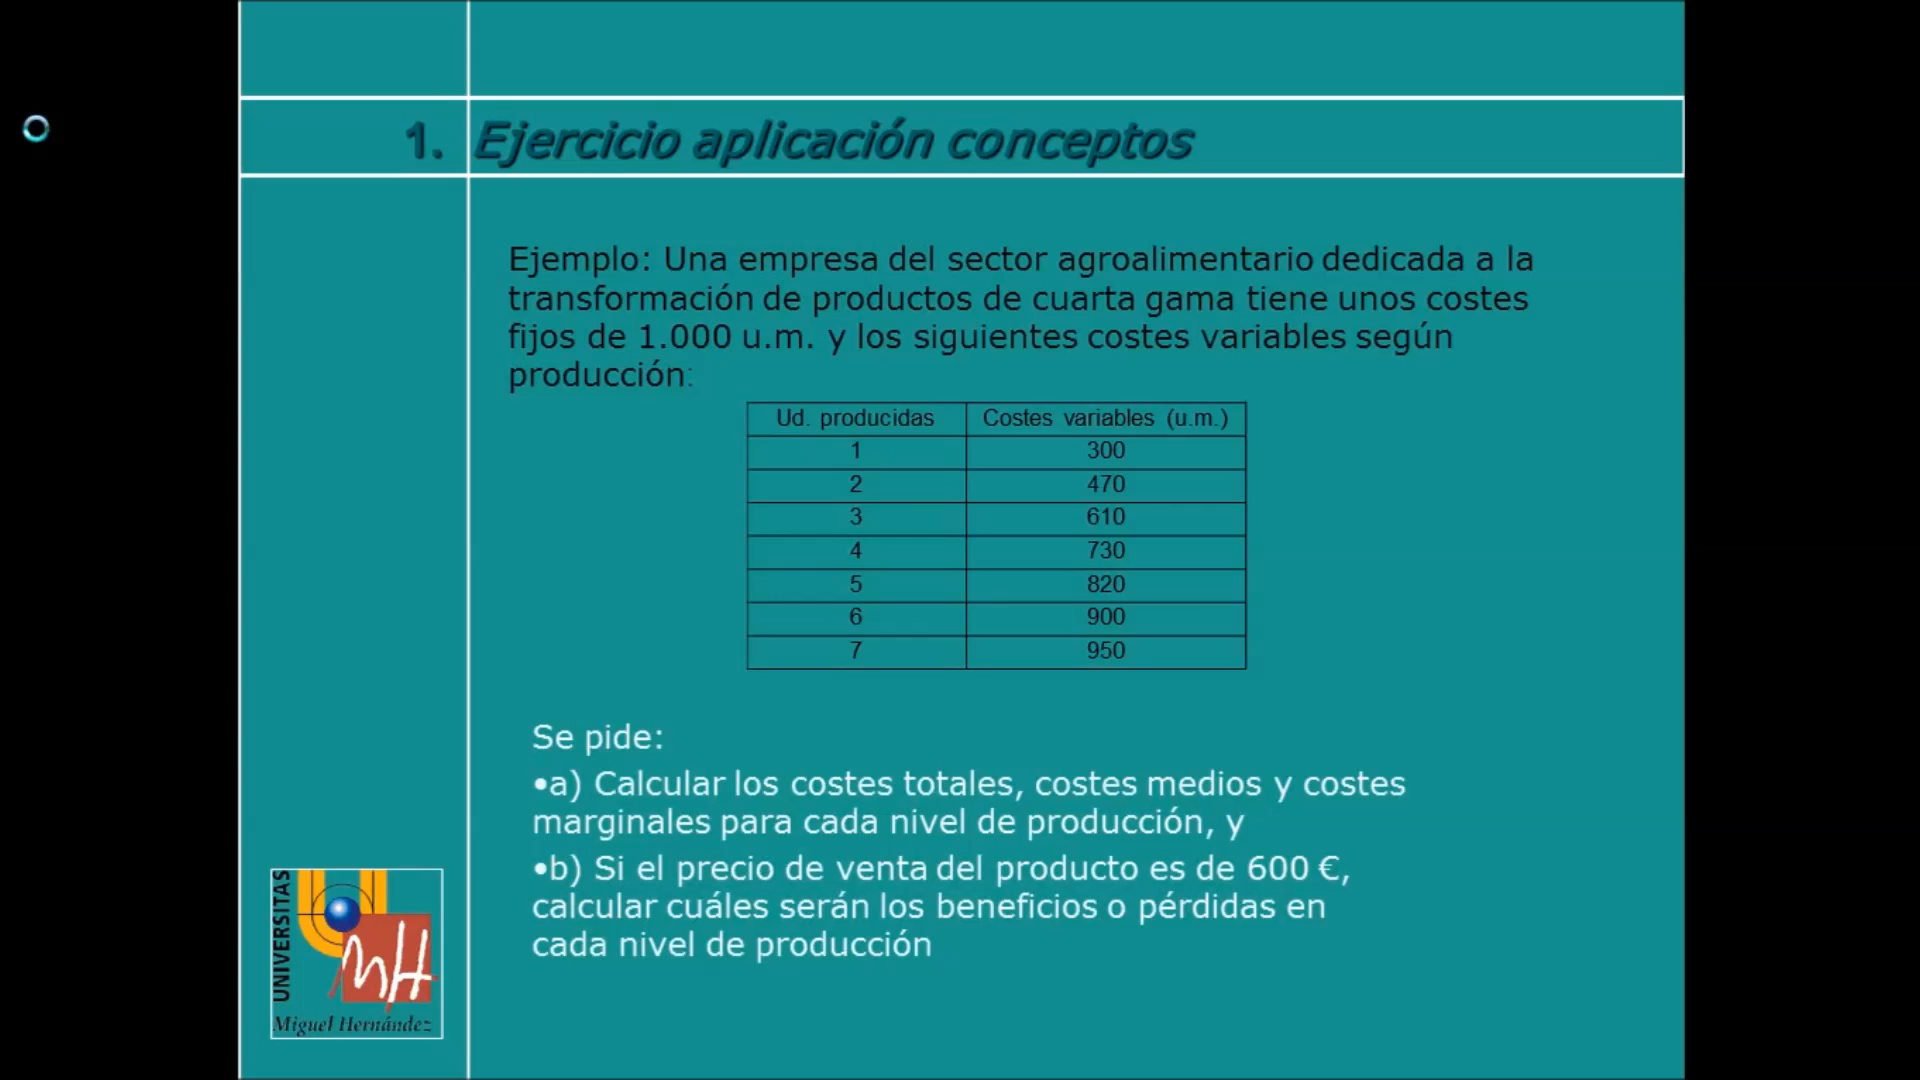 1. Ejercicio aplicación conceptos
Ejemplo: Una empresa del sector agroalimentario dedicada a la
transformación de productos de cuarta gama tiene unos costes
fijos de 1.000 u.m. y los siguientes costes variables según
producción:
Ud. producidas Costes variables (u.m.)
1 300
2 470
3 610
4 730
5 820
6 900
7 950
Se pide:
•a) Calcular los costes totales, costes medios y costes
marginales para cada nivel de producción, y
•b) Si el precio de venta del producto es de 600 €,
calcular cuáles serán los beneficios o pérdidas en
cada nivel de producción
UNIVERSITAS
MH
Miguel Hernández